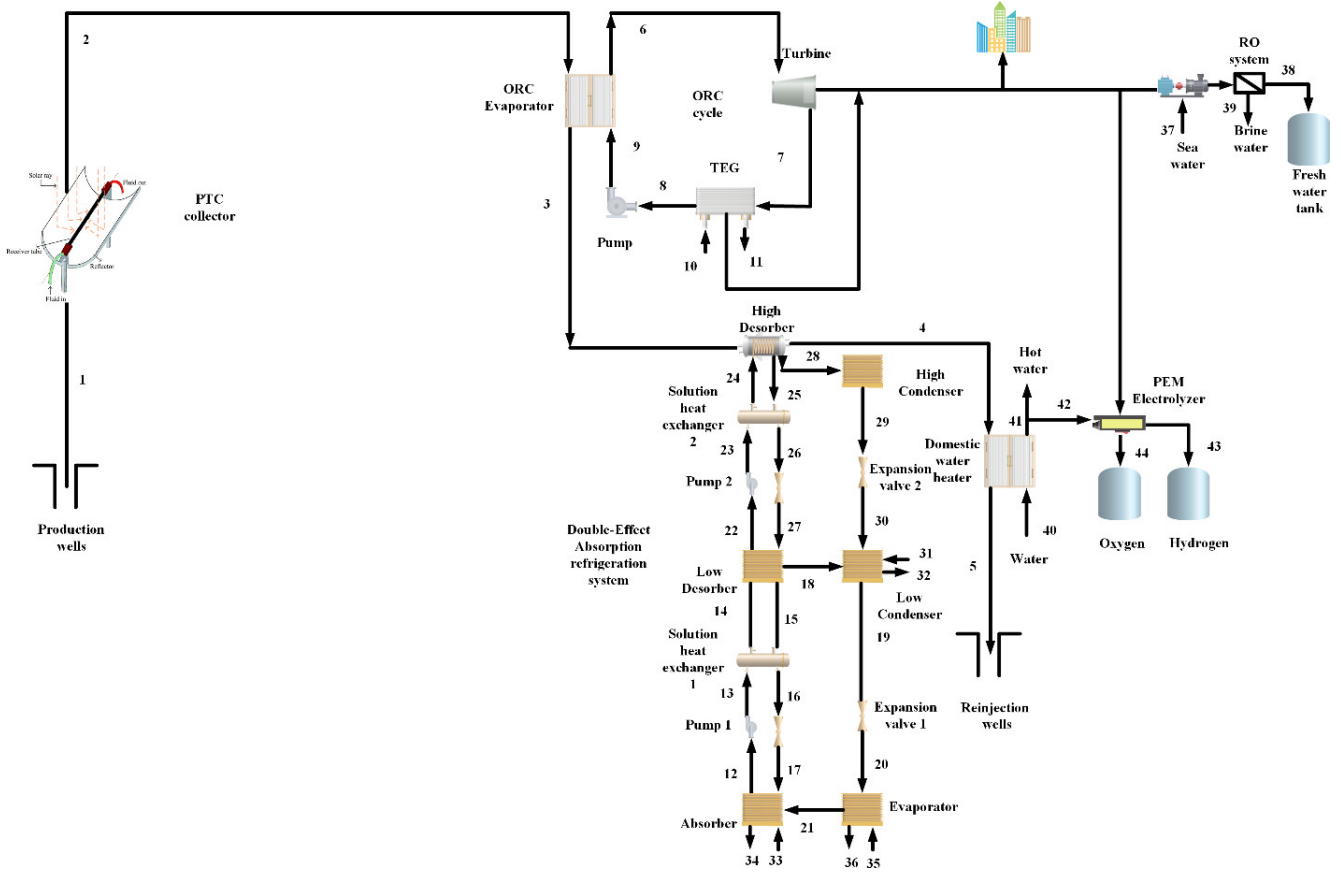 2
6
Turbine
RO
system
38
ORC
Evaporator
ORC
cycle
39
37
Brine
water
Sea
water
9
7
TEG
Fresh
water
tank
Solar ray
Fluid out
PTC
collector
8
3
Receiver tube
Reflector
Pump
10
11
Fluid in
High
Desorber
4
1
28
Hot
water
24
High
Condenser
PEM
Electrolyzer
25
Solution
heat
exchanger
2
29
42
41
23
26
Domestic
water
heater
44
43
Pump 2
Expansion
valve 2
Production
wells
22
27
30
40
Double-Effect
Absorption
refrigeration
system
Oxygen
Hydrogen
31
Water
Low
Desorber
18
32
5
14
15
Low
Condenser
19
Solution
heat
exchanger
1
13
16
Pump 1
Expansion
valve 1
Reinjection
wells
12
17
20
Absorber
21
Evaporator
34
33
36
35